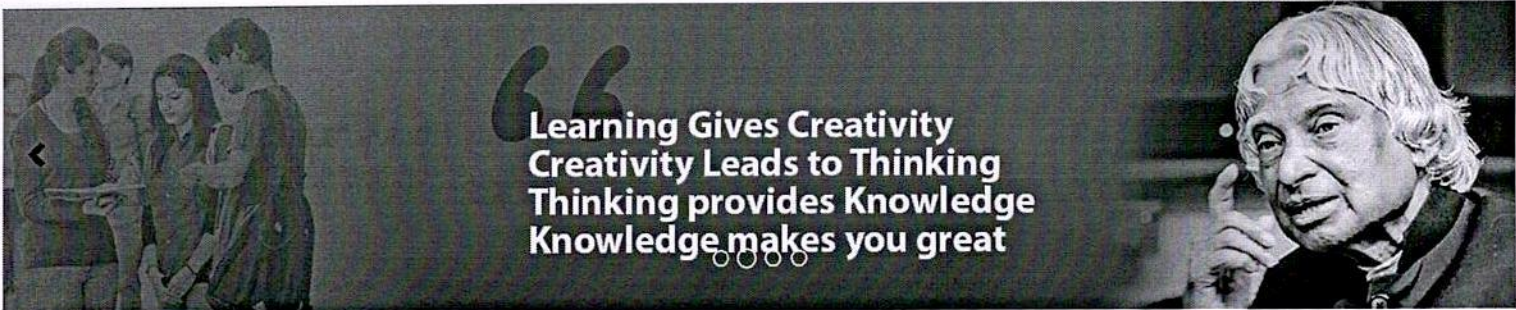 Learning Gives Creativity
Creativity Leads to Thinking
Thinking provides Knowledge
Knowledge makes you great